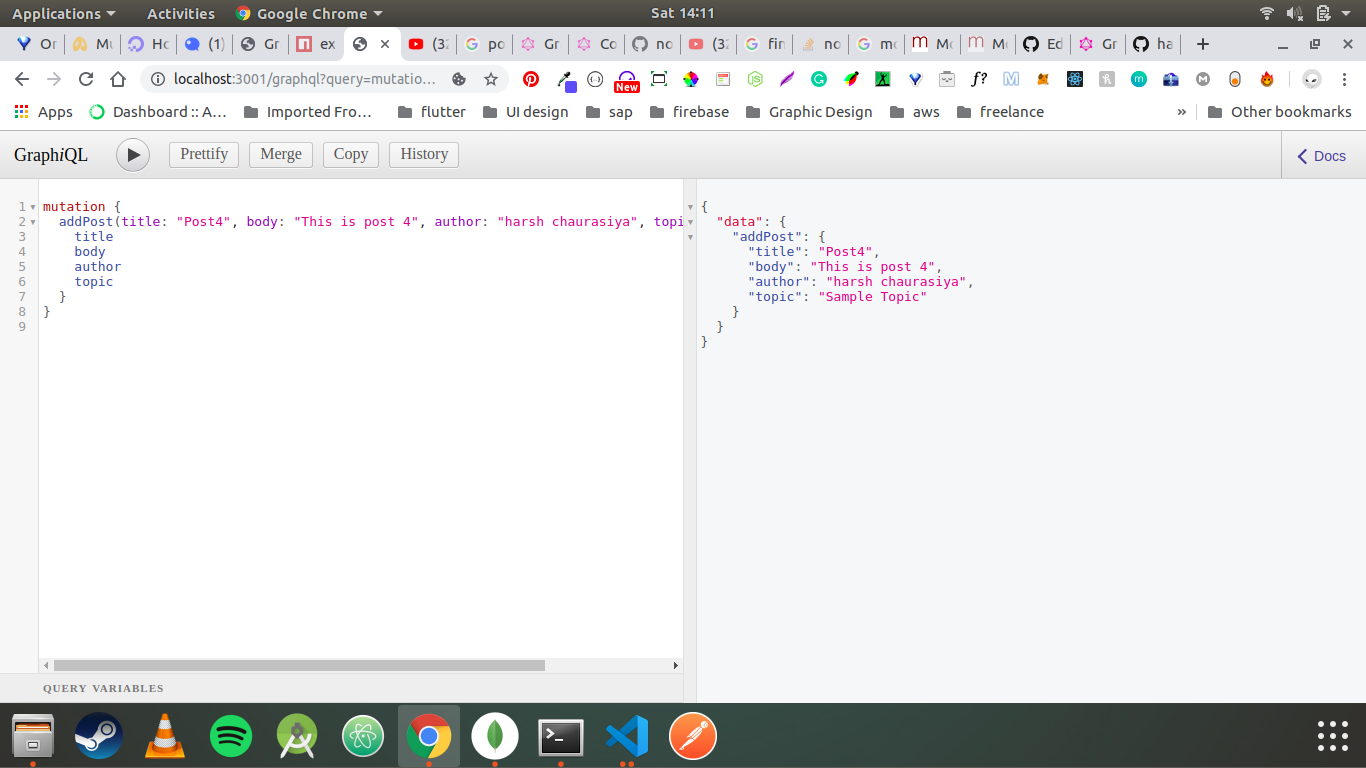 Applications Activities Google Chrome Sat 14:11
Or Mu Ho (1) Gr ex (32 po Gr Co no (32 fin no mo Mo Mo Ed Gr ha
localhost:3001/graphql?query=mutatio… New f?
Apps Dashboard :: A… Imported Fro… flutter UI design sap firebase Graphic Design aws freelance » Other bookmarks
GraphiQL Prettify Merge Copy History Docs
1 mutation {
2 addPost(title: "Post4", body: "This is post 4", author: "harsh chaurasiya", topi
3 title
4 body
5 author
6 topic
7 }
8 }
9
{
"data": {
"addPost": {
"title": "Post4",
"body": "This is post 4",
"author": "harsh chaurasiya",
"topic": "Sample Topic"
}
}
}
QUERY VARIABLES